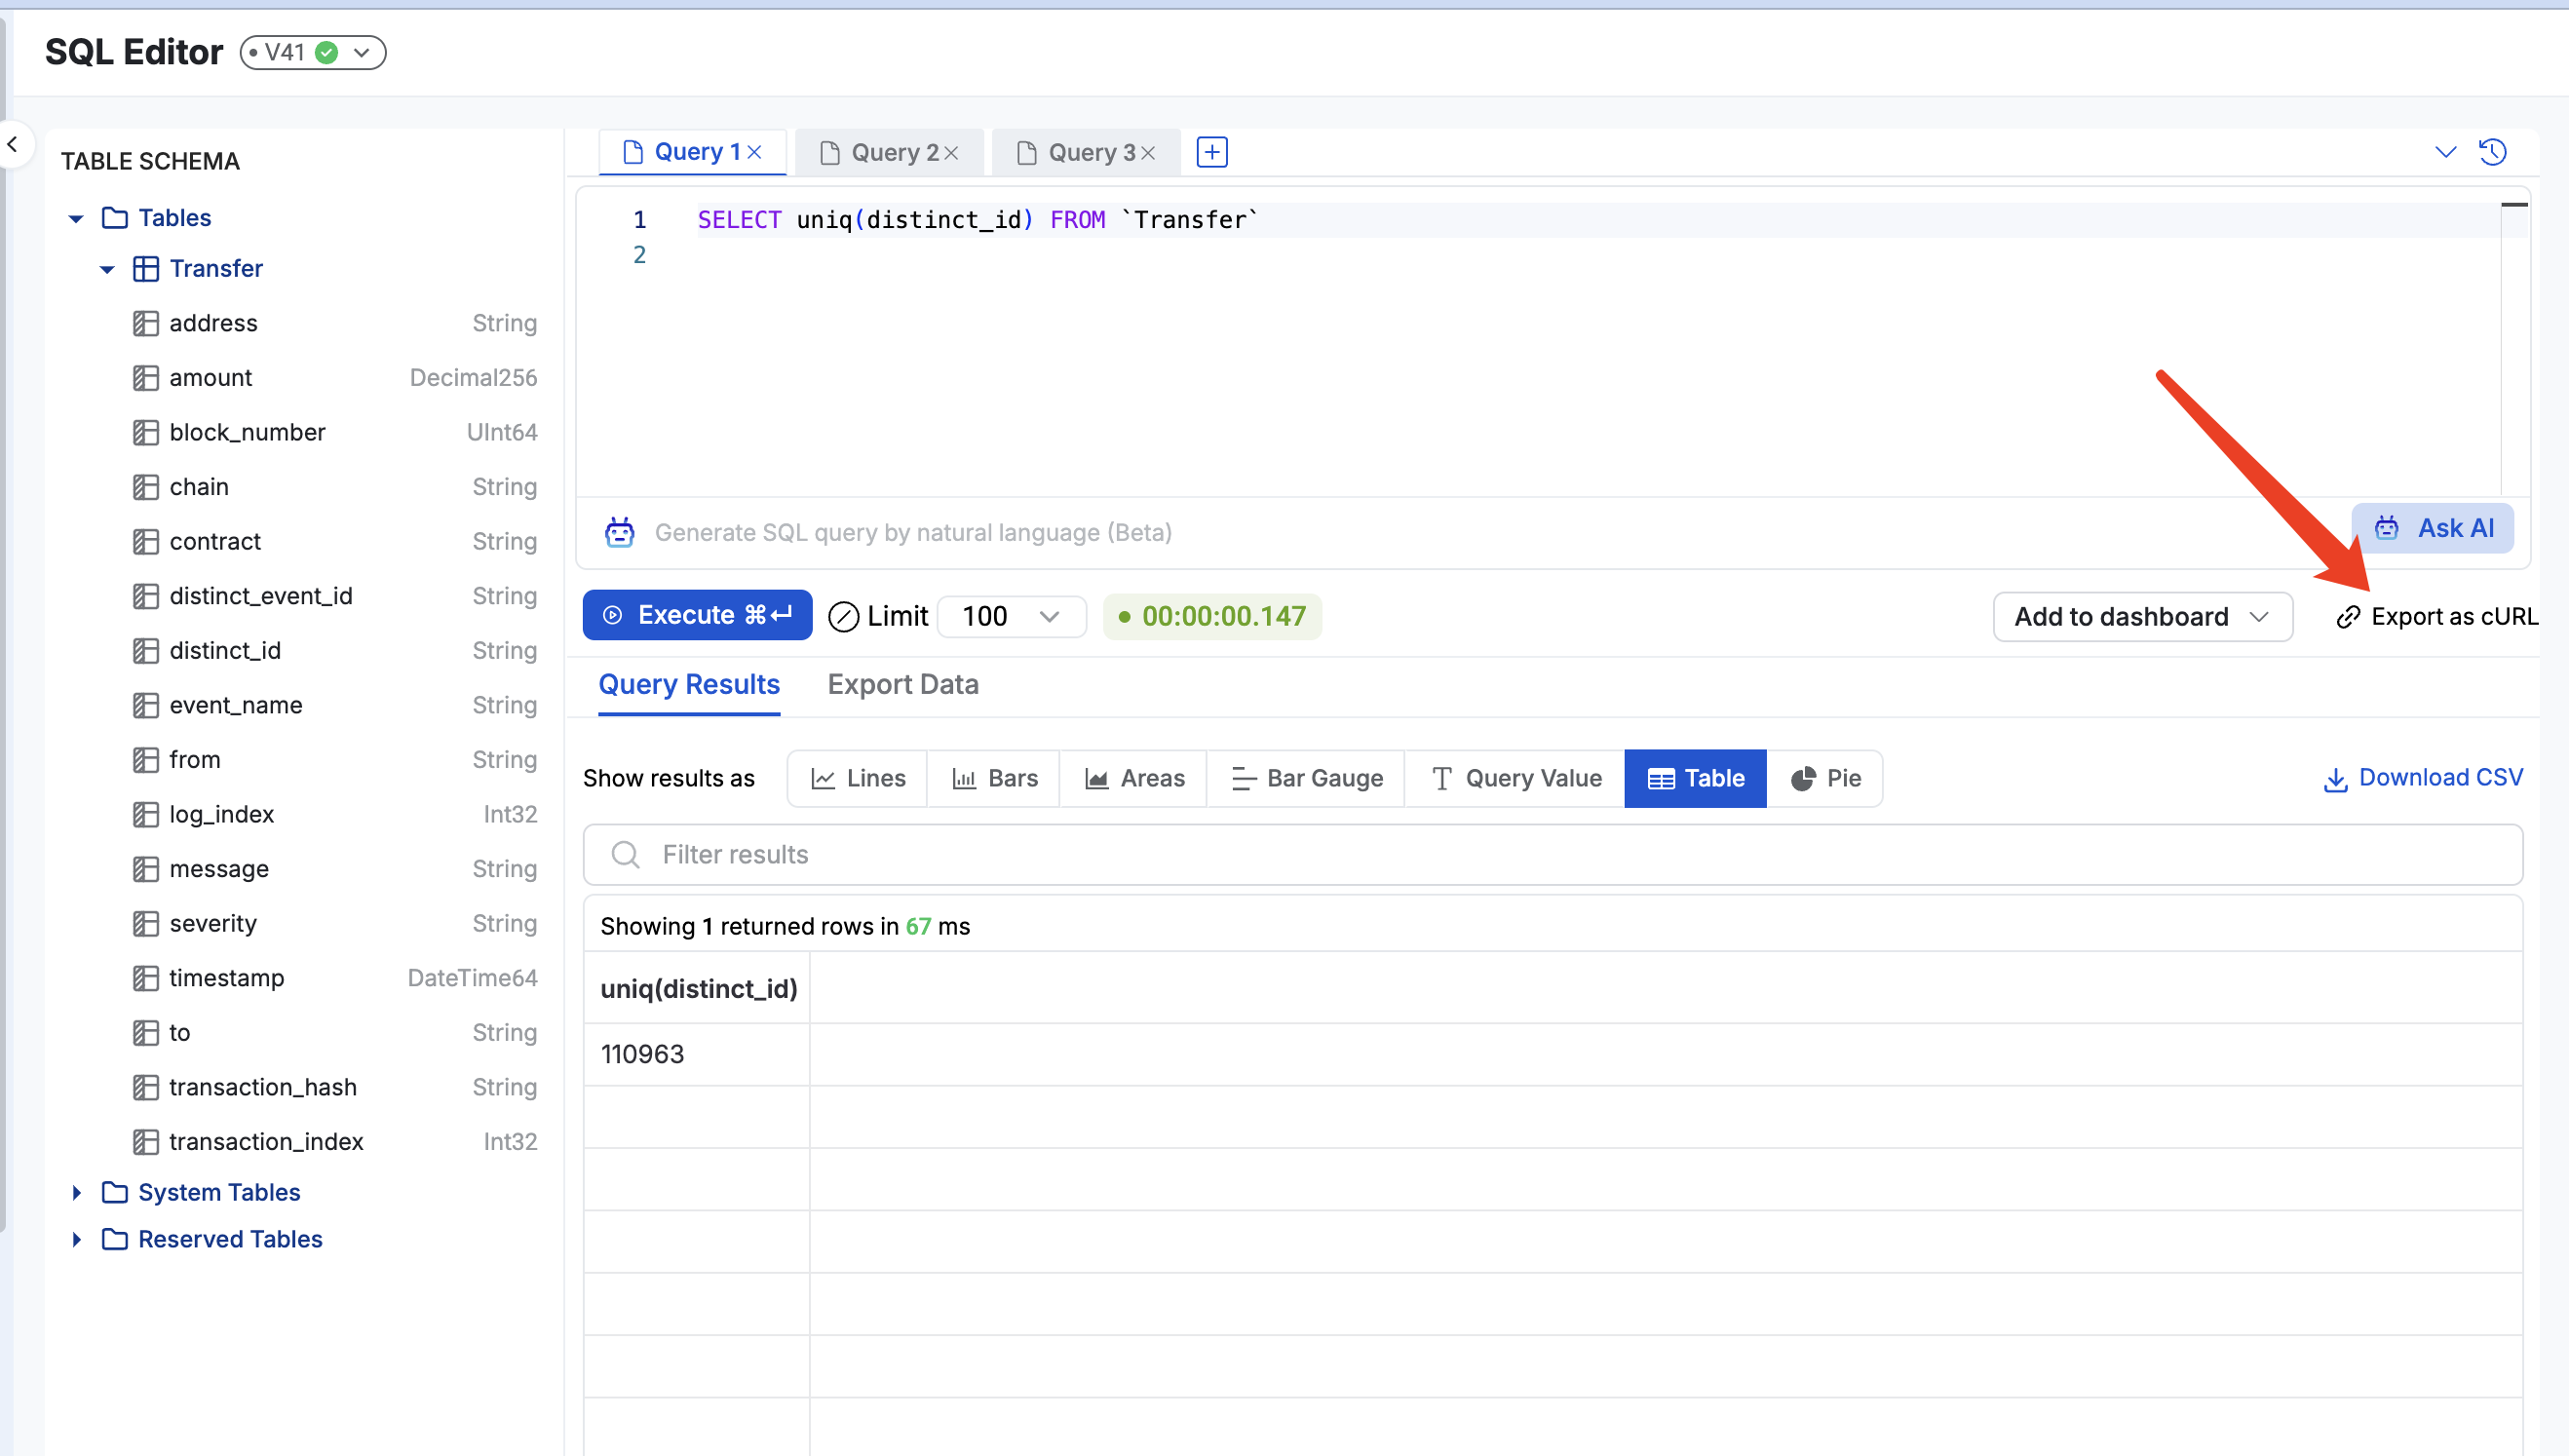 SQL Editor
V41
TABLE SCHEMA
Tables
Transfer
address String
amount Decimal256
block_number UInt64
chain String
contract String
distinct_event_id String
distinct_id String
event_name String
from String
log_index Int32
message String
severity String
timestamp DateTime64
to String
transaction_hash String
transaction_index Int32
System Tables
Reserved Tables
Query 1
Query 2
Query 3
1 SELECT uniq(distinct_id) FROM `Transfer`
2
Generate SQL query by natural language (Beta)
Ask AI
Execute ⌘↵
Limit
100
00:00:00.147
Add to dashboard
Export as cURL
Query Results
Export Data
Show results as
Lines
Bars
Areas
Bar Gauge
Query Value
Table
Pie
Download CSV
Filter results
Showing 1 returned rows in 67 ms
uniq(distinct_id)
110963